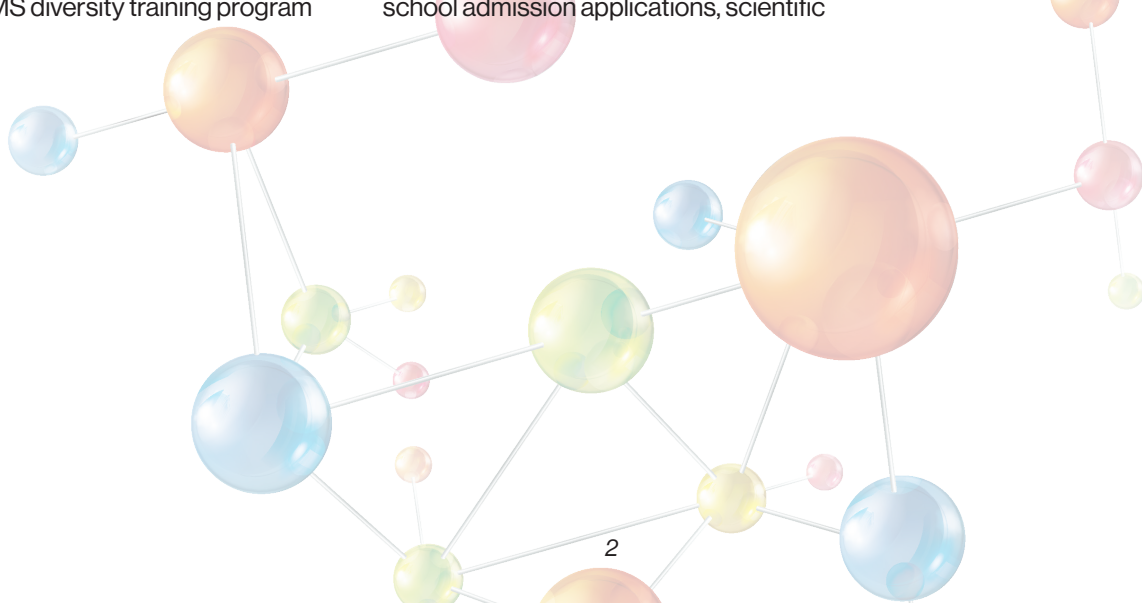 MS diversity training program
school admission applications, scientific
2